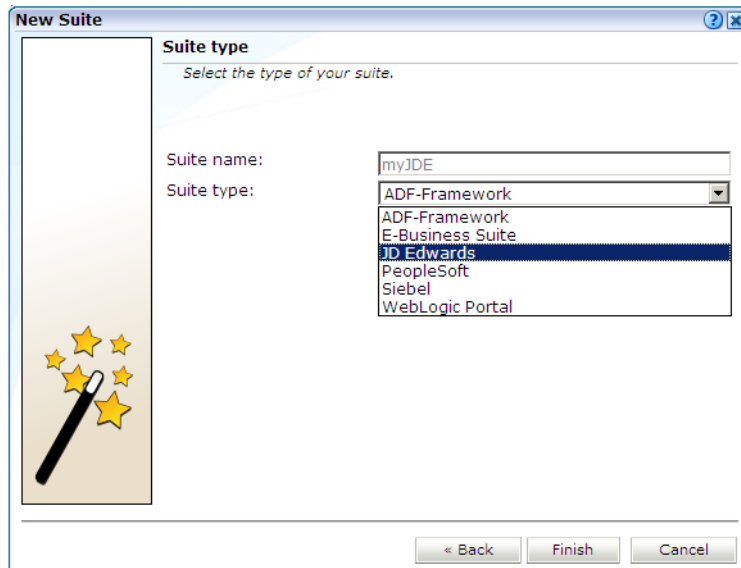 New Suite
?
Suite type
Select the type of your suite.
Suite name: myJDE
Suite type: ADF-Framework
ADF-Framework
E-Business Suite
JD Edwards
PeopleSoft
Siebel
WebLogic Portal
« Back Finish Cancel